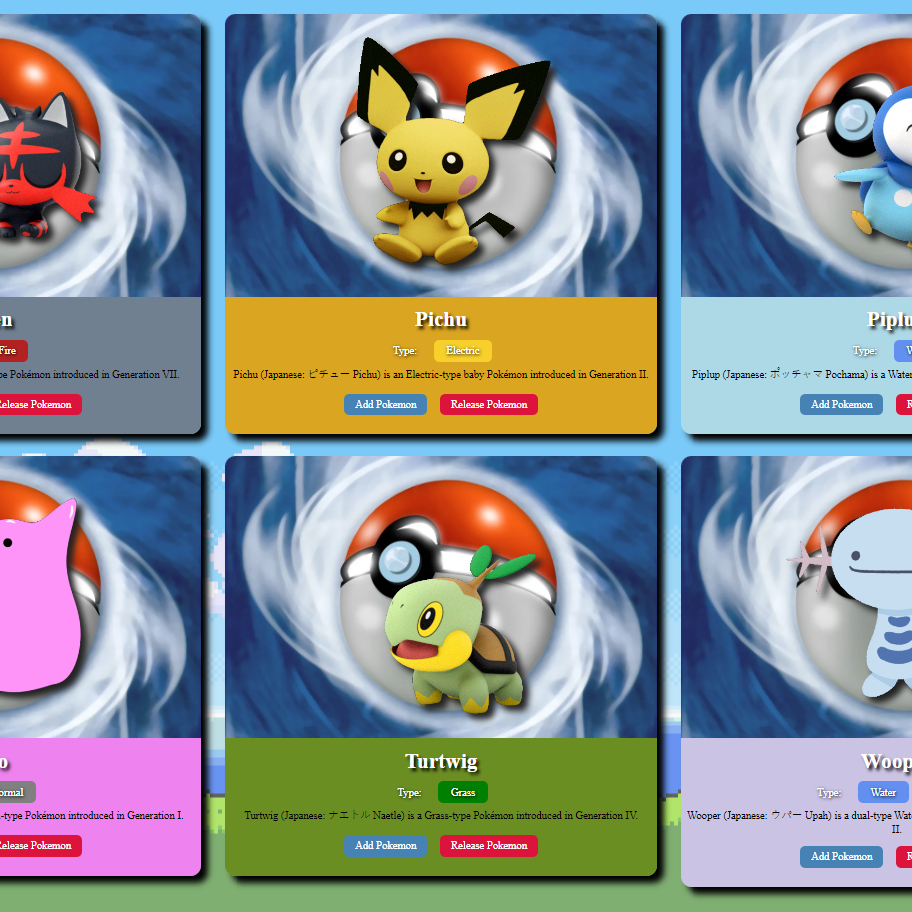 n
Fire
pe Pokémon introduced in Generation VII.
Release Pokemon
Pichu
Type: Electric
Pichu (Japanese: ピチュー Pichu) is an Electric-type baby Pokémon introduced in Generation II.
Add Pokemon Release Pokemon
Piplu
Type: W
Piplup (Japanese: ポッチャマ Pochama) is a Water
Add Pokemon R
o
ormal
-type Pokémon introduced in Generation I.
Release Pokemon
Turtwig
Type: Grass
Turtwig (Japanese: ナエトル Naetle) is a Grass-type Pokémon introduced in Generation IV.
Add Pokemon Release Pokemon
Woop
Type: Water
Wooper (Japanese: ウパー Upah) is a dual-type Wat
II.
Add Pokemon R